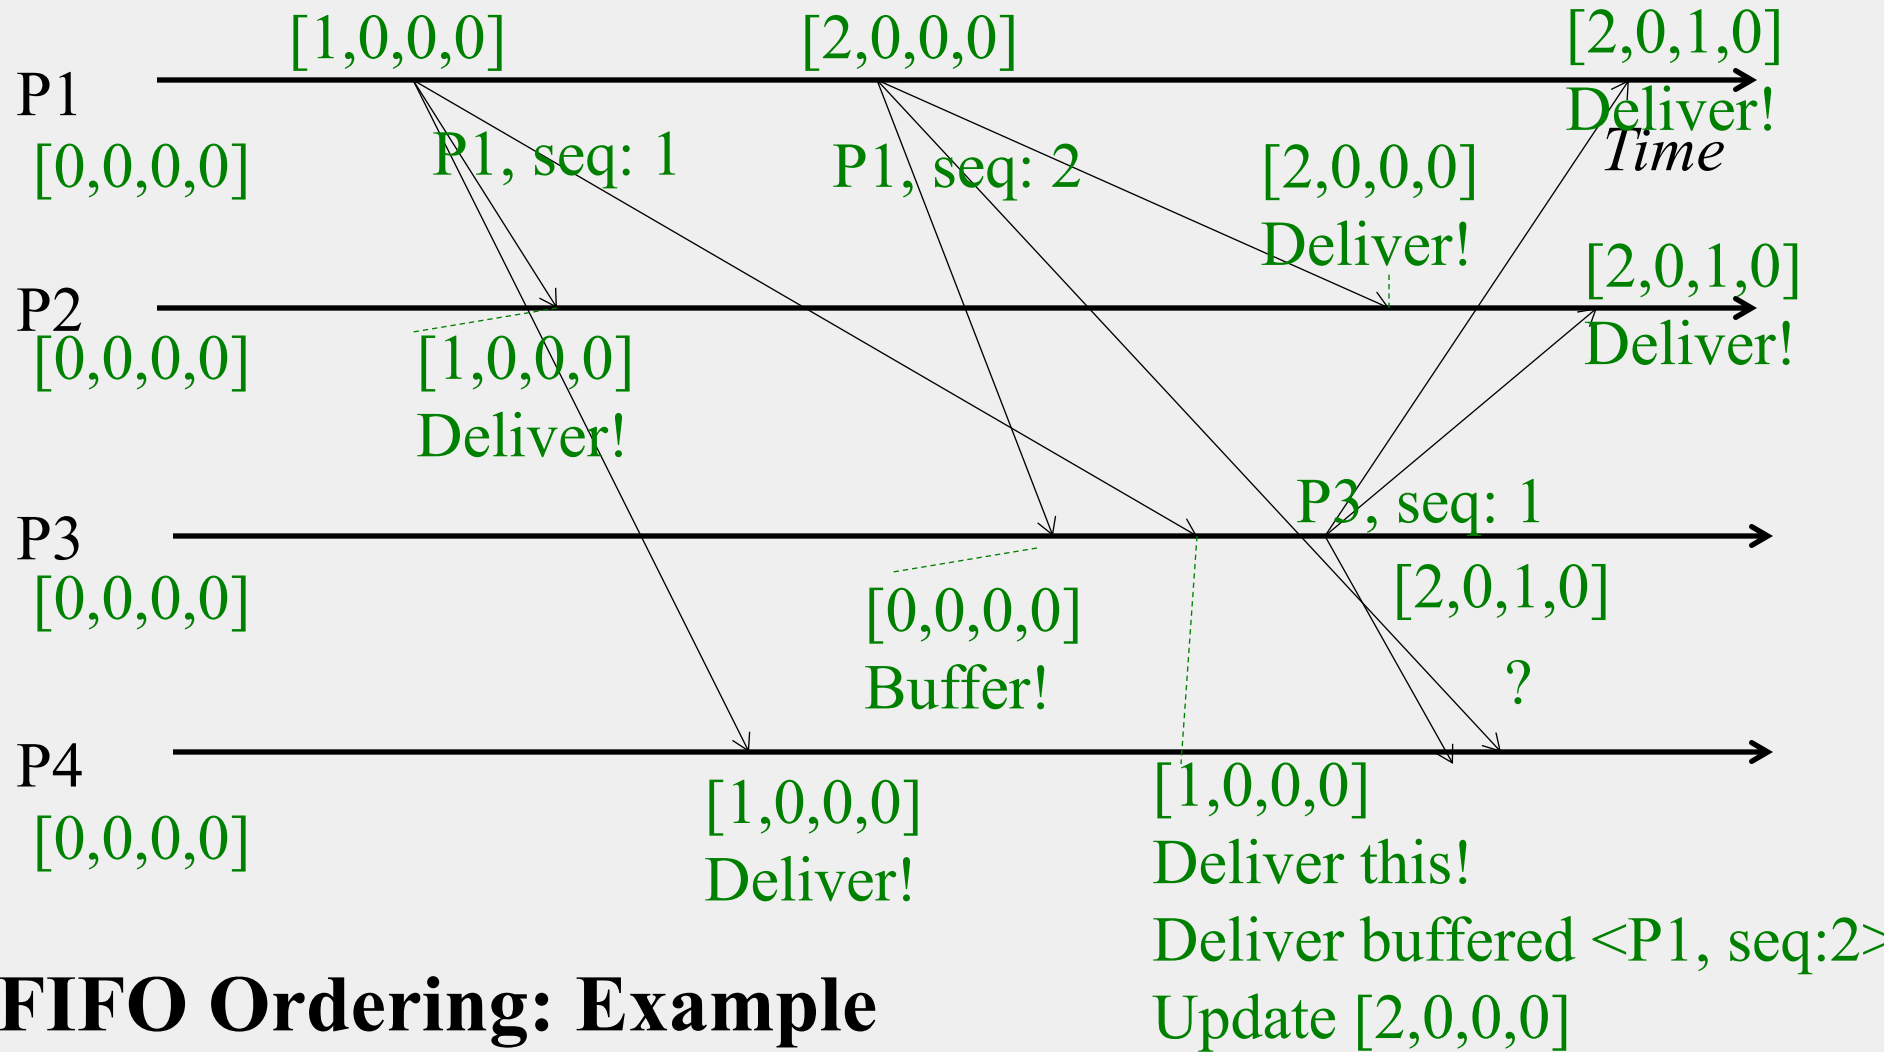 [1,0,0,0]
[2,0,0,0]
[2,0,1,0]
P1
Deliver!
Time
[0,0,0,0]
P1, seq: 1
P1, seq: 2
[2,0,0,0]
Deliver!
[2,0,1,0]
Deliver!
P2
[0,0,0,0]
[1,0,0,0]
Deliver!
P3, seq: 1
P3
[0,0,0,0]
[0,0,0,0]
Buffer!
[2,0,1,0]
?
P4
[0,0,0,0]
[1,0,0,0]
Deliver!
[1,0,0,0]
Deliver this!
Deliver buffered <P1, seq:2>
Update [2,0,0,0]
FIFO Ordering: Example